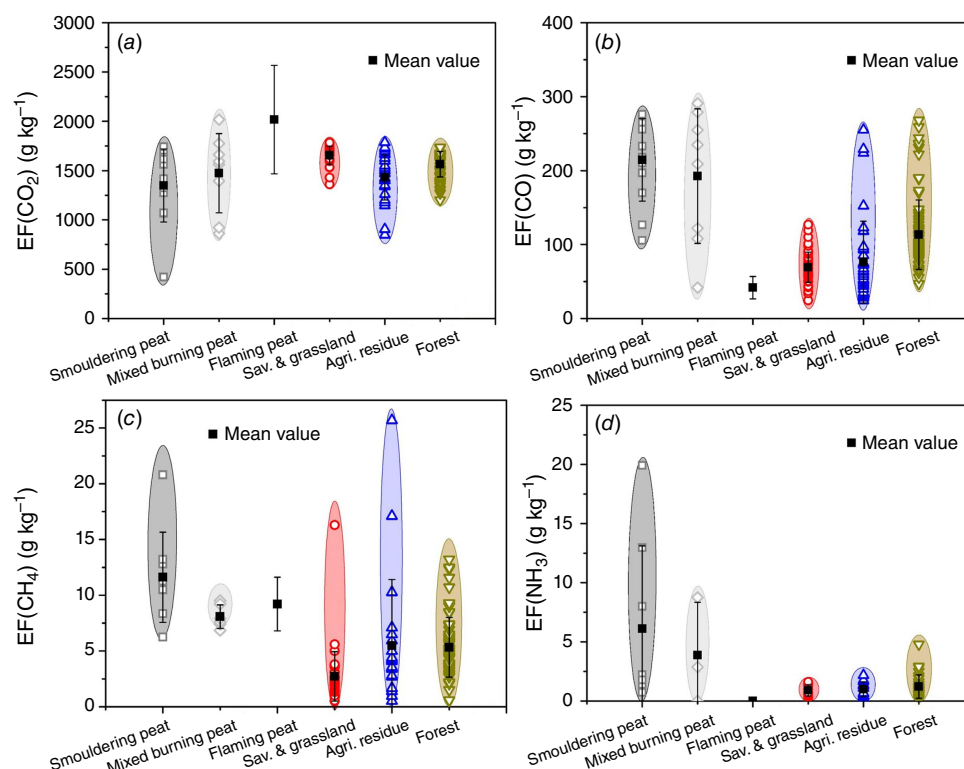 (a)
Mean value
EF(CO₂) (g kg⁻¹)
3000
2500
2000
1500
1000
500
0
Smouldering peat
Mixed burning peat
Flaming peat
Sav. & grassland
Agri. residue
Forest
(b)
Mean value
EF(CO) (g kg⁻¹)
400
300
200
100
0
Smouldering peat
Mixed burning peat
Flaming peat
Sav. & grassland
Agri. residue
Forest
(c)
Mean value
EF(CH₄) (g kg⁻¹)
25
20
15
10
5
0
Smouldering peat
Mixed burning peat
Flaming peat
Sav. & grassland
Agri. residue
Forest
(d)
Mean value
EF(NH₃) (g kg⁻¹)
25
20
15
10
5
0
Smouldering peat
Mixed burning peat
Flaming peat
Sav. & grassland
Agri. residue
Forest